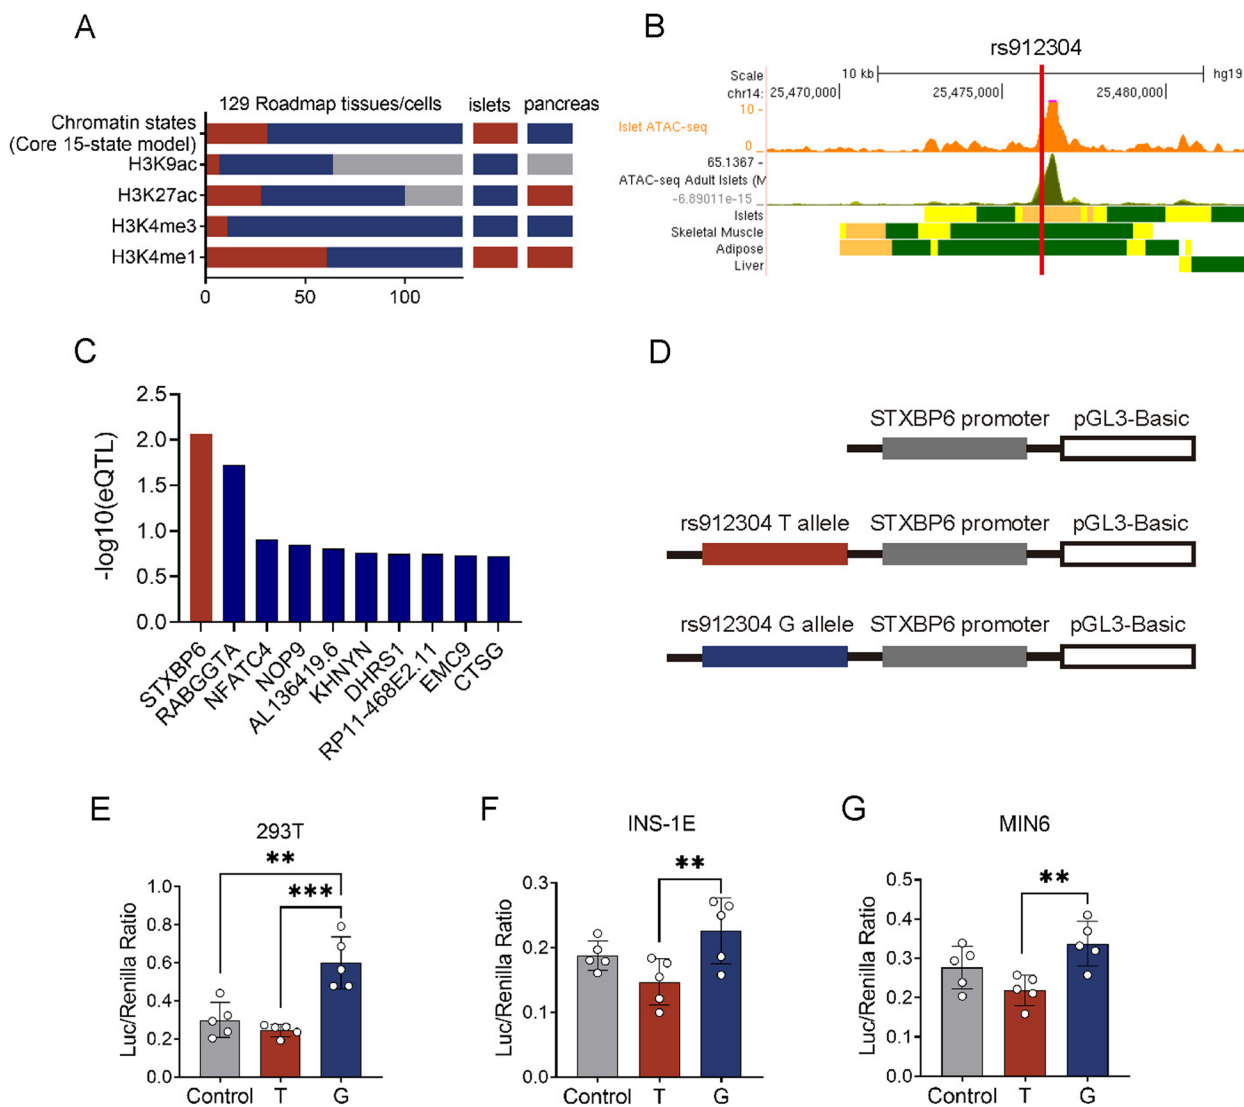 A
129 Roadmap tissues/cells islets pancreas
Chromatin states
(Core 15-state model)
H3K9ac
H3K27ac
H3K4me3
H3K4me1
0 50 100
B
rs912304
Scale 10 kb hg19
chr14: 25,470,000 25,475,000 25,480,000
10 -
Islet ATAC-seq
0 _
65.1367 -
ATAC-seq Adult Islets (M
-6.89011e-15 _
Islets
Skeletal Muscle
Adipose
Liver
C
-log10(eQTL)
2.5
2.0
1.5
1.0
0.5
0.0
STXBP6
RABGGTA
NFATC4
NOP9
AL136419.6
KHNYN
DHRS1
RP11-468E2.11
EMC9
CTSG
D
STXBP6 promoter pGL3-Basic
rs912304 T allele STXBP6 promoter pGL3-Basic
rs912304 G allele STXBP6 promoter pGL3-Basic
E
293T
**
***
Luc/Renilla Ratio
1.0
0.8
0.6
0.4
0.2
0.0
Control T G
F
INS-1E
**
Luc/Renilla Ratio
0.3
0.2
0.1
0.0
Control T G
G
MIN6
**
Luc/Renilla Ratio
0.5
0.4
0.3
0.2
0.1
0.0
Control T G